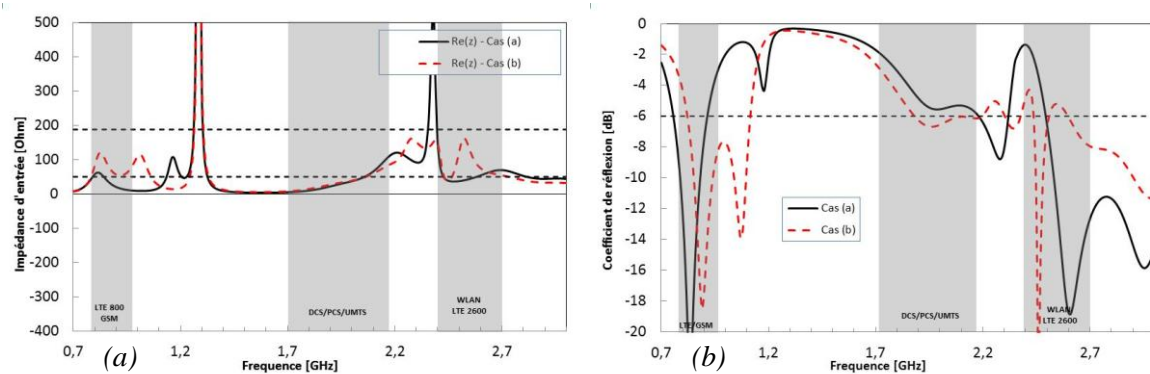 Impédance d'entrée [Ohm]
500
400
300
200
100
0
-100
-200
-300
-400
Re(z) - Cas (a)
Re(z) - Cas (b)
LTE 800
GSM
DCS/PCS/UMTS
WLAN
LTE 2600
0,7
1,2
1,7
2,2
2,7
(a)
Frequence [GHz]
Coefficient de réflexion [dB]
0
-2
-4
-6
-8
-10
-12
-14
-16
-18
-20
Cas (a)
Cas (b)
LTE/GSM
DCS/PCS/UMTS
WLAN
LTE 2600
0,7
1,2
1,7
2,2
2,7
(b)
Frequence [GHz]